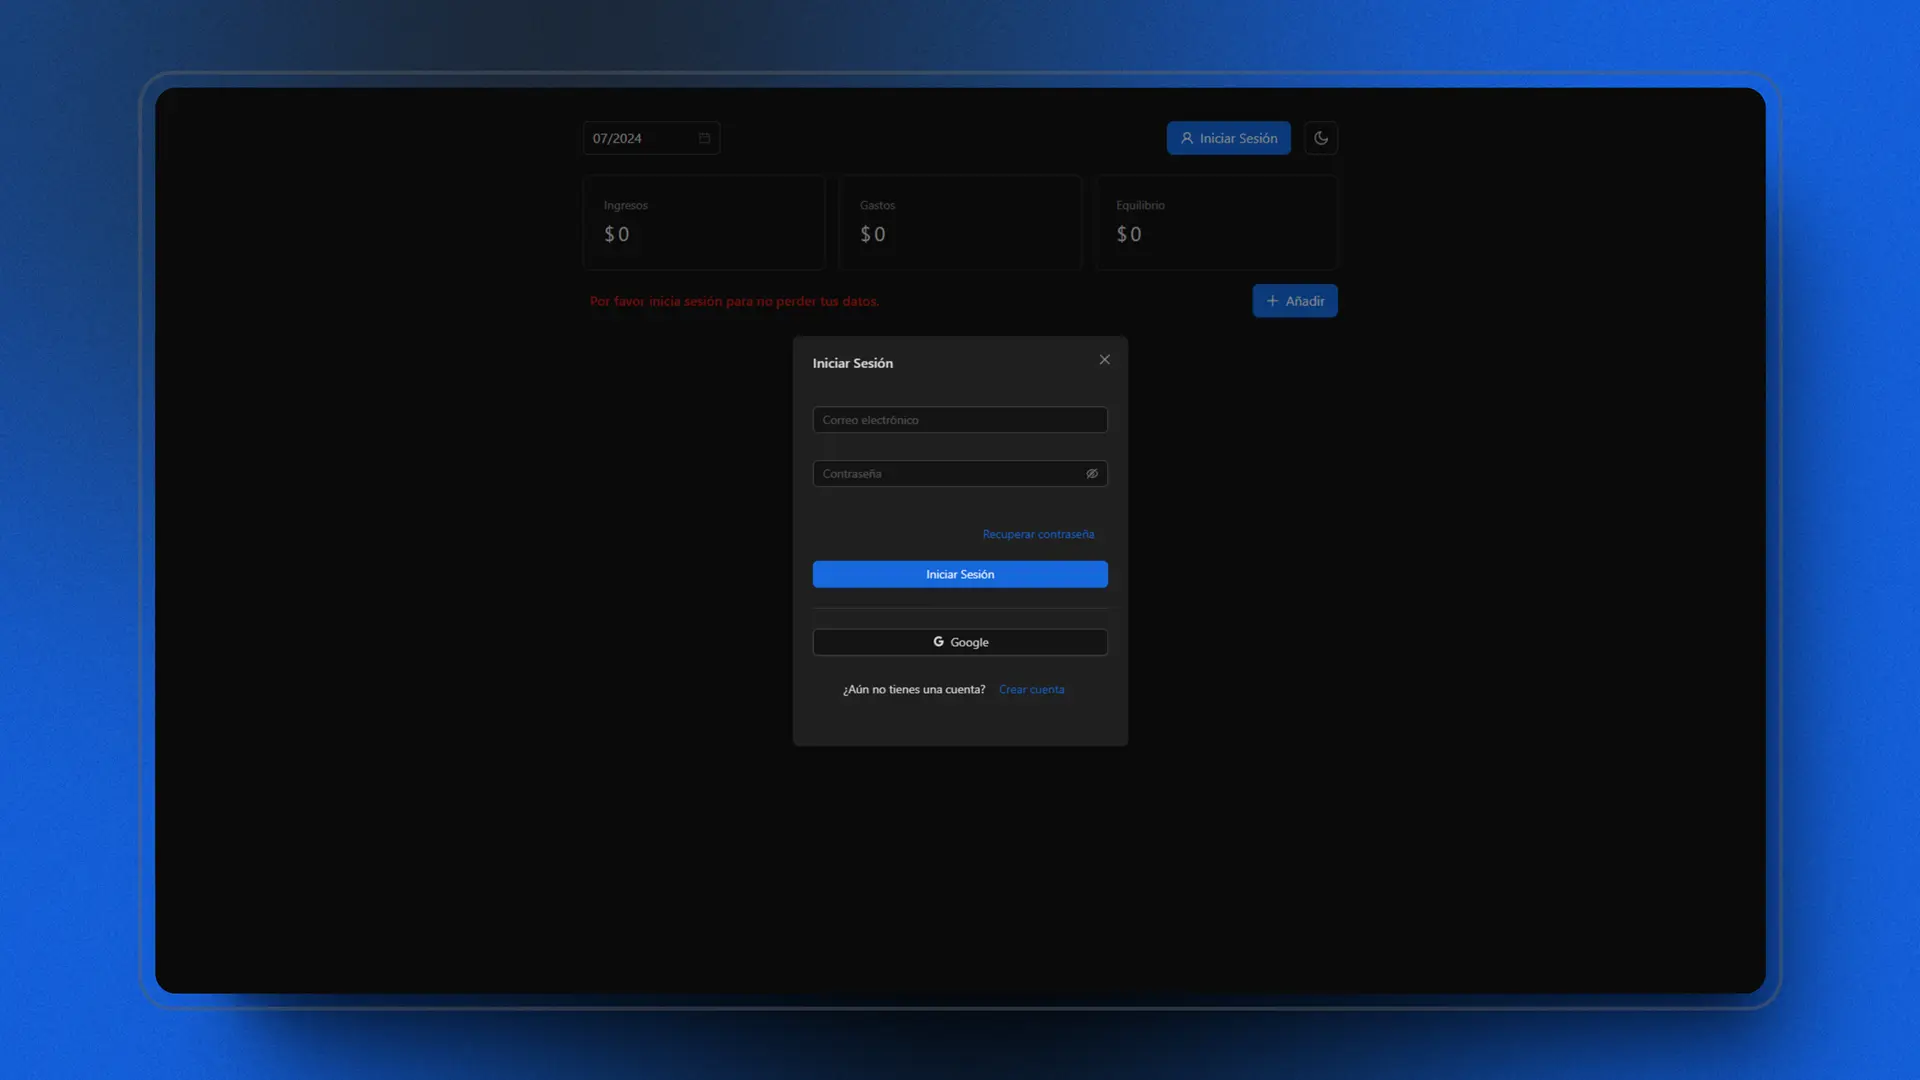 07/2024
Iniciar Sesión
Ingresos
$ 0
Gastos
$ 0
Equilibrio
$ 0
Por favor inicia sesión para no perder tus datos.
+ Añadir
Iniciar Sesión
Correo electrónico
Contraseña
Recuperar contraseña
Iniciar Sesión
G Google
¿Aún no tienes una cuenta? Crear cuenta